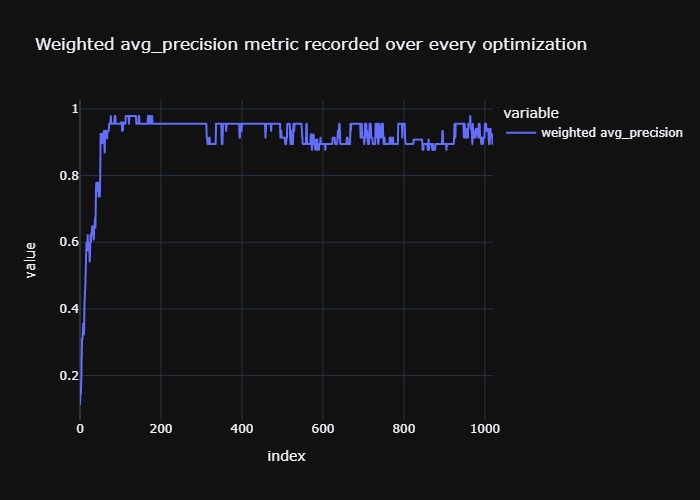 Weighted avg_precision metric recorded over every optimization
variable
weighted avg_precision
value
1
0.8
0.6
0.4
0.2
0 200 400 600 800 1000
index